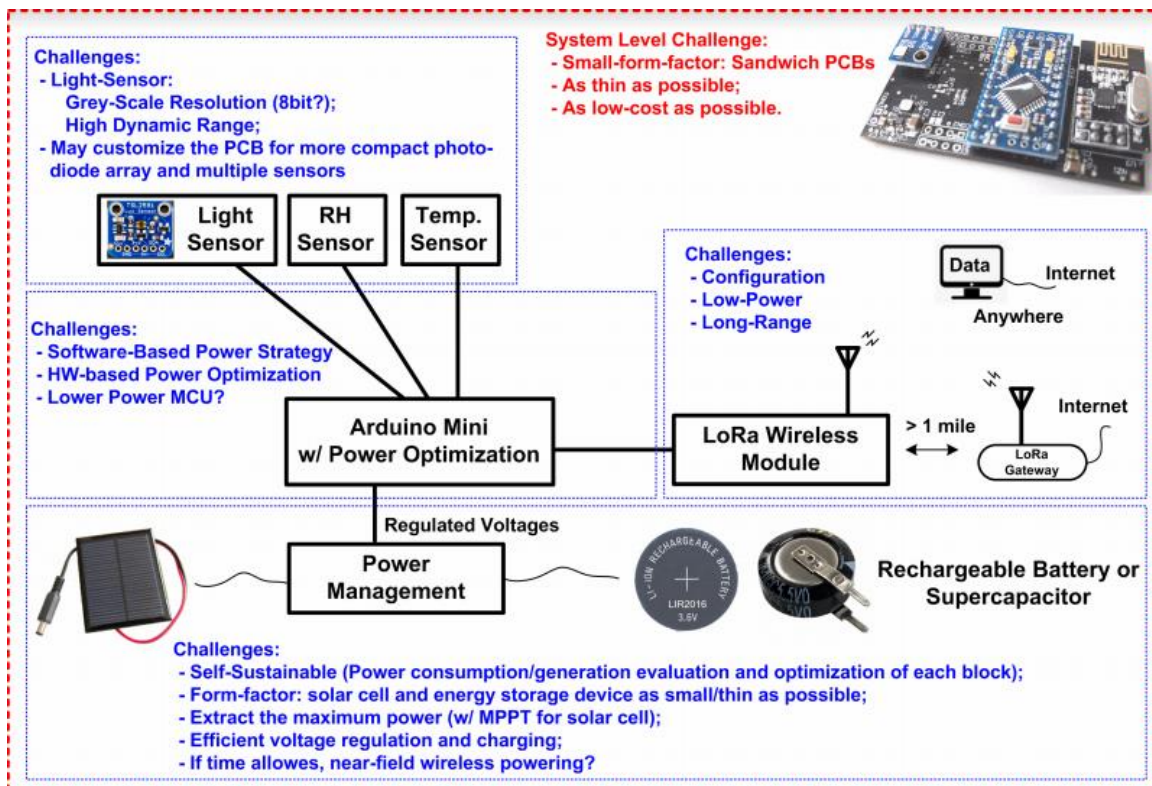 Challenges:
- Light-Sensor:
Grey-Scale Resolution (8bit?);
High Dynamic Range;
- May customize the PCB for more compact photo-
diode array and multiple sensors
System Level Challenge:
- Small-form-factor: Sandwich PCBs
- As thin as possible;
- As low-cost as possible.
Light
Sensor
RH
Sensor
Temp.
Sensor
Challenges:
- Configuration
- Low-Power
- Long-Range
Data
Internet
Anywhere
Challenges:
- Software-Based Power Strategy
- HW-based Power Optimization
- Lower Power MCU?
Arduino Mini
w/ Power Optimization
LoRa Wireless
Module
> 1 mile
Internet
LoRa
Gateway
Regulated Voltages
Power
Management
LI-ION RECHARGEABLE BATTERY
LIR2016
3.6V
5.5V
Rechargeable Battery or
Supercapacitor
Challenges:
- Self-Sustainable (Power consumption/generation evaluation and optimization of each block);
- Form-factor: solar cell and energy storage device as small/thin as possible;
- Extract the maximum power (w/ MPPT for solar cell);
- Efficient voltage regulation and charging;
- If time allowes, near-field wireless powering?